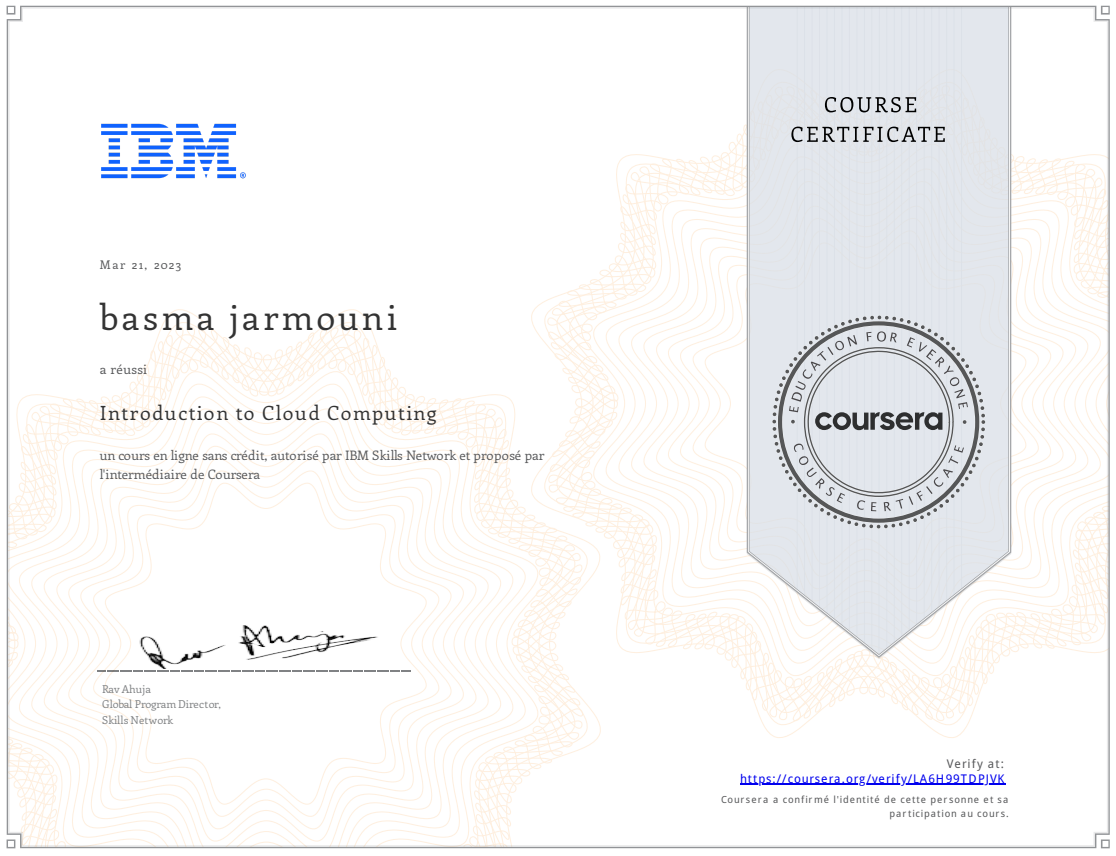 IBM®
COURSE
CERTIFICATE
Mar 21, 2023
basma jarmouni
a réussi
Introduction to Cloud Computing
un cours en ligne sans crédit, autorisé par IBM Skills Network et proposé par
l'intermédiaire de Coursera
EDUCATION FOR EVERYONE
coursera
COURSE CERTIFICATE
Rav Ahuja
Rav Ahuja
Global Program Director,
Skills Network
Verify at:
https://coursera.org/verify/LA6H99TDPJVK
Coursera a confirmé l'identité de cette personne et sa
participation au cours.